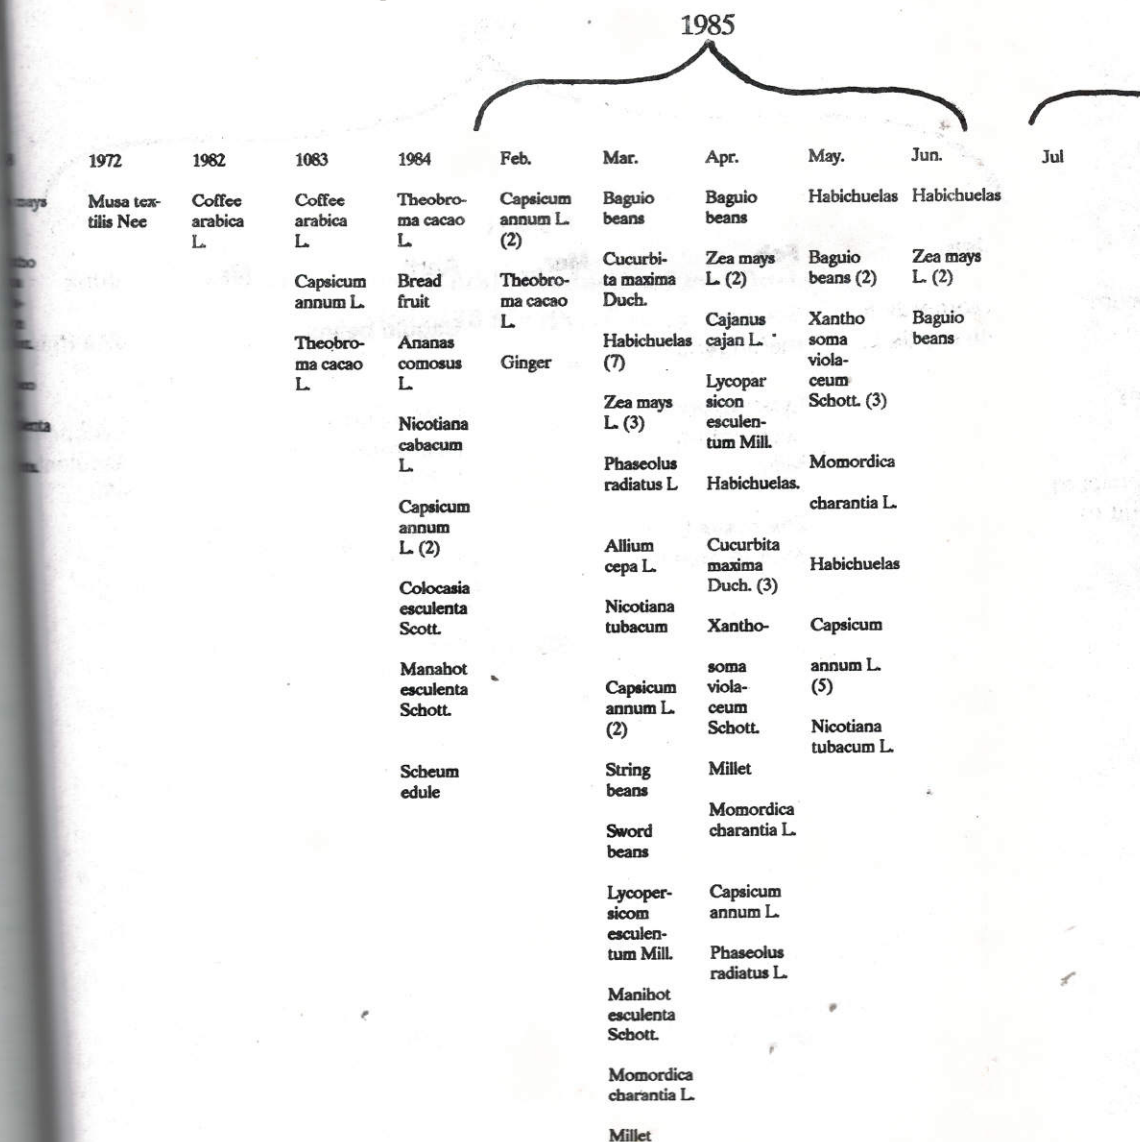 1985
1972
1982
1083
1984
Feb.
Mar.
Apr.
May.
Jun.
Jul
mays
Musa tex-
tilis Nee
Coffee
arabica
L.
Coffee
arabica
L.
Capsicum
annum L.
Theobro-
ma cacao
L.
Theobro-
ma cacao
L.
Bread
fruit
Ananas
comosus
L.
Nicotiana
cabacum
L.
Capsicum
annum
L. (2)
Colocasia
esculenta
Scott.
Manahot
esculenta
Schott.
Scheum
edule
Capsicum
annum L.
(2)
Theobro-
ma cacao
L.
Ginger
Baguio
beans
Cucurbi-
ta maxima
Duch.
Habichuelas
(7)
Zea mays
L. (3)
Phaseolus
radiatus L
Allium
cepa L.
Nicotiana
tubacum
Capsicum
annum L.
(2)
String
beans
Sword
beans
Lycoper-
sicom
esculen-
tum Mill.
Manihot
esculenta
Schott.
Momordica
charantia L.
Millet
Baguio
beans
Zea mays
L. (2)
Cajanus
cajan L.
Lycopar
sicon
esculen-
tum Mill.
Habichuelas.
Cucurbita
maxima
Duch. (3)
Xantho-
soma
viola-
ceum
Schott.
Millet
Momordica
charantia L.
Capsicum
annum L.
Phaseolus
radiatus L.
Habichuelas
Baguio
beans (2)
Xantho
soma
viola-
ceum
Schott. (3)
Momordica
charantia L.
Habichuelas
Capsicum
annum L.
(5)
Nicotiana
tubacum L.
Habichuelas
Zea mays
L. (2)
Baguio
beans